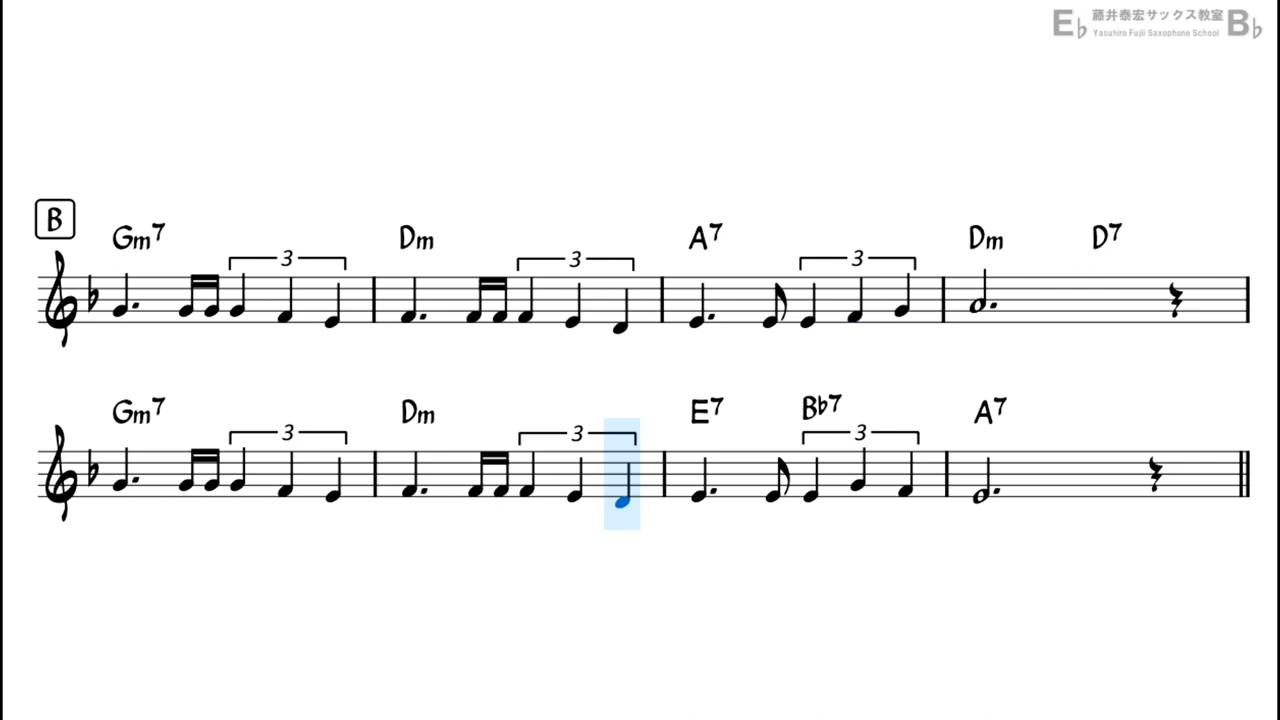 E♭ 藤井泰宏サックス教室 B♭
Yasuhiro Fujii Saxophone School
B
Gm7 Dm A7 Dm D7
3 3 3
Gm7 Dm E7 B♭7 A7
3 3 3